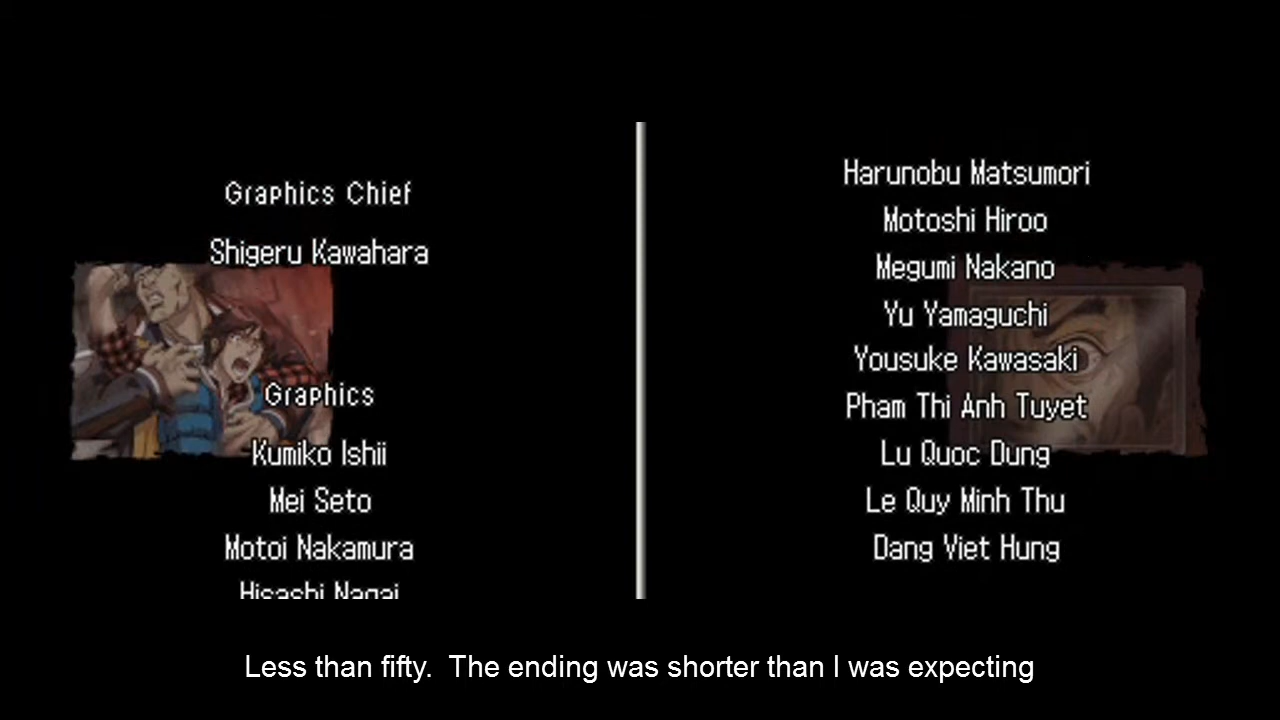 Graphics Chief
Shigeru Kawahara
Graphics
Kumiko Ishii
Mei Seto
Motoi Nakamura
Hisashi Nagai
Harunobu Matsumori
Motoshi Hiroo
Megumi Nakano
Yu Yamaguchi
Yousuke Kawasaki
Pham Thi Anh Tuyet
Lu Quoc Dung
Le Quy Minh Thu
Dang Viet Hung
Less than fifty.  The ending was shorter than I was expecting